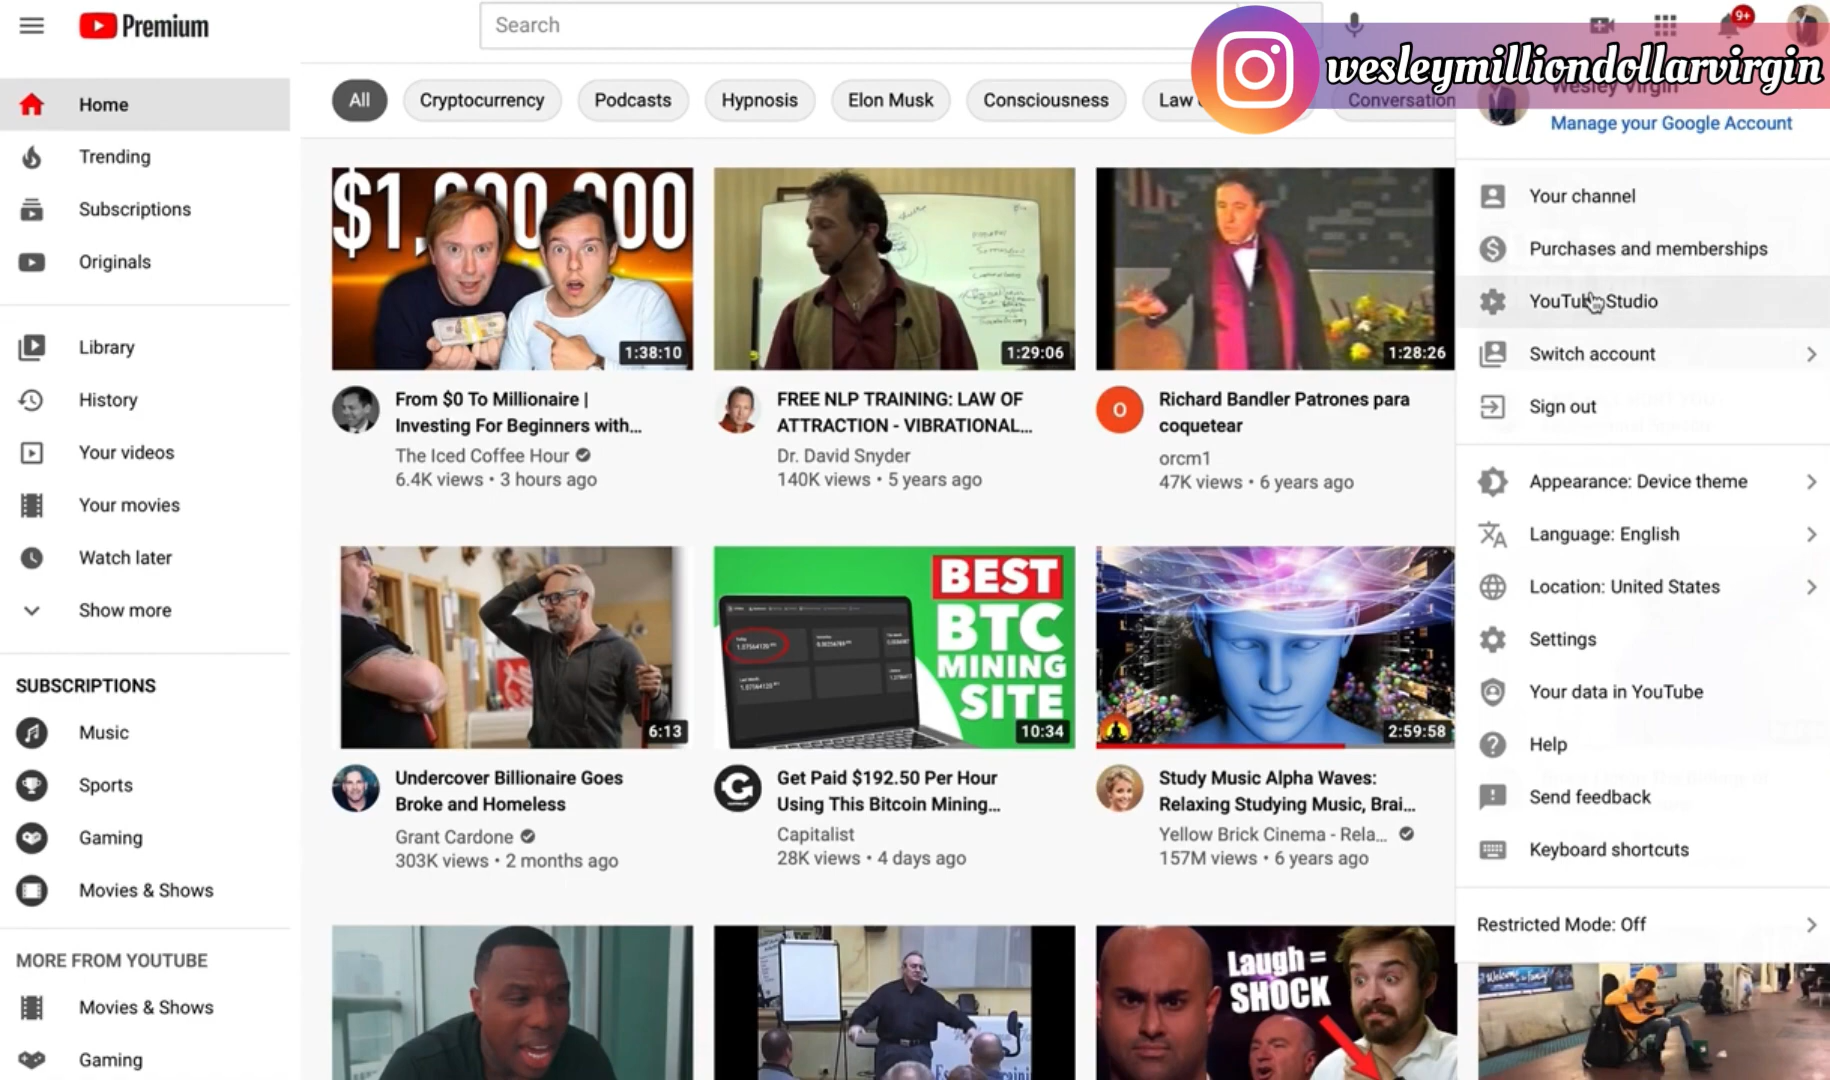 Premium
Search
9+
wesleymilliondollarvirgin
Home
Trending
Subscriptions
Originals
Library
History
Your videos
Your movies
Watch later
Show more
SUBSCRIPTIONS
Music
Sports
Gaming
Movies & Shows
MORE FROM YOUTUBE
Movies & Shows
Gaming
All
Cryptocurrency
Podcasts
Hypnosis
Elon Musk
Consciousness
Law
Conversation
$1,000,000
1:38:10
From $0 To Millionaire |
Investing For Beginners with...
The Iced Coffee Hour
6.4K views • 3 hours ago
1:29:06
FREE NLP TRAINING: LAW OF
ATTRACTION - VIBRATIONAL...
Dr. David Snyder
140K views • 5 years ago
1:28:26
O
Richard Bandler Patrones para
coquetear
orcm1
47K views • 6 years ago
6:13
Undercover Billionaire Goes
Broke and Homeless
Grant Cardone
303K views • 2 months ago
BEST
BTC
MINING
SITE
10:34
Get Paid $192.50 Per Hour
Using This Bitcoin Mining...
Capitalist
28K views • 4 days ago
2:59:58
Study Music Alpha Waves:
Relaxing Studying Music, Brai...
Yellow Brick Cinema - Rela...
157M views • 6 years ago
Laugh =
SHOCK
Wesley Virgin
Manage your Google Account
Your channel
Purchases and memberships
YouTube Studio
Switch account
Sign out
Appearance: Device theme
Language: English
Location: United States
Settings
Your data in YouTube
Help
Send feedback
Keyboard shortcuts
Restricted Mode: Off